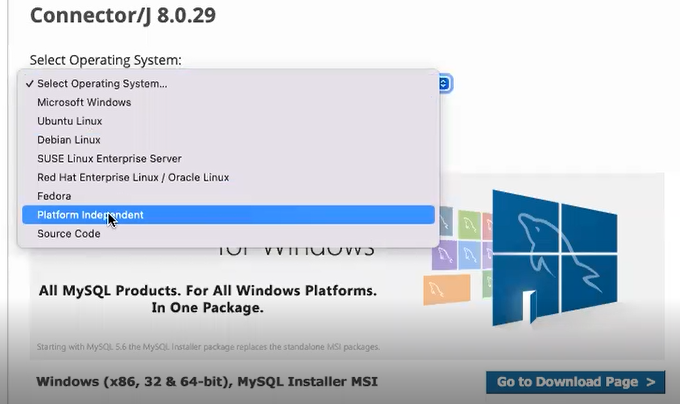 Connector/J 8.0.29
Select Operating System:
✓ Select Operating System...
Microsoft Windows
Ubuntu Linux
Debian Linux
SUSE Linux Enterprise Server
Red Hat Enterprise Linux / Oracle Linux
Fedora
Platform Independent
Source Code
for Windows
All MySQL Products. For All Windows Platforms.
In One Package.
Starting with MySQL 5.6 the MySQL Installer package replaces the standalone MSI packages.
Windows (x86, 32 & 64-bit), MySQL Installer MSI
Go to Download Page >